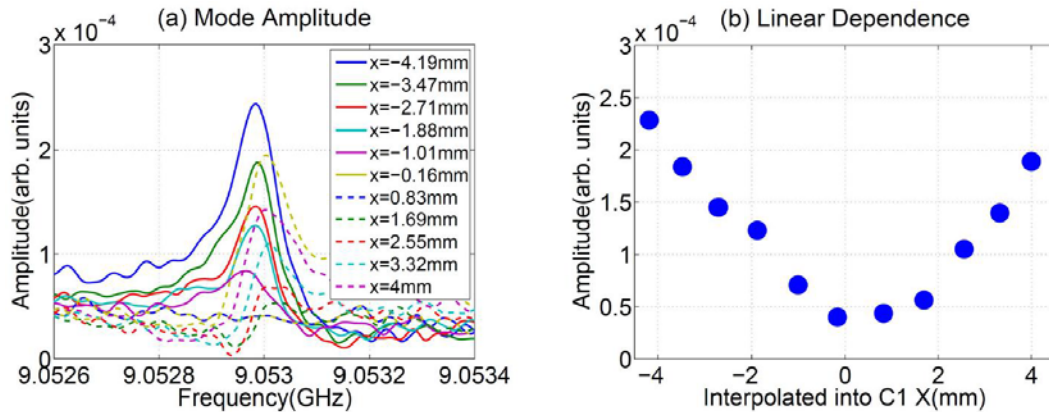 (a) Mode Amplitude
3 × 10⁻⁴
2
1
0
Amplitude(arb. units)
9.0526 9.0528 9.053 9.0532 9.0534
Frequency(GHz)
x=−4.19mm
x=−3.47mm
x=−2.71mm
x=−1.88mm
x=−1.01mm
x=−0.16mm
x=0.83mm
x=1.69mm
x=2.55mm
x=3.32mm
x=4mm
(b) Linear Dependence
3 × 10⁻⁴
2.5
2
1.5
1
0.5
0
Amplitude(arb. units)
−4 −2 0 2 4
Interpolated into C1 X(mm)